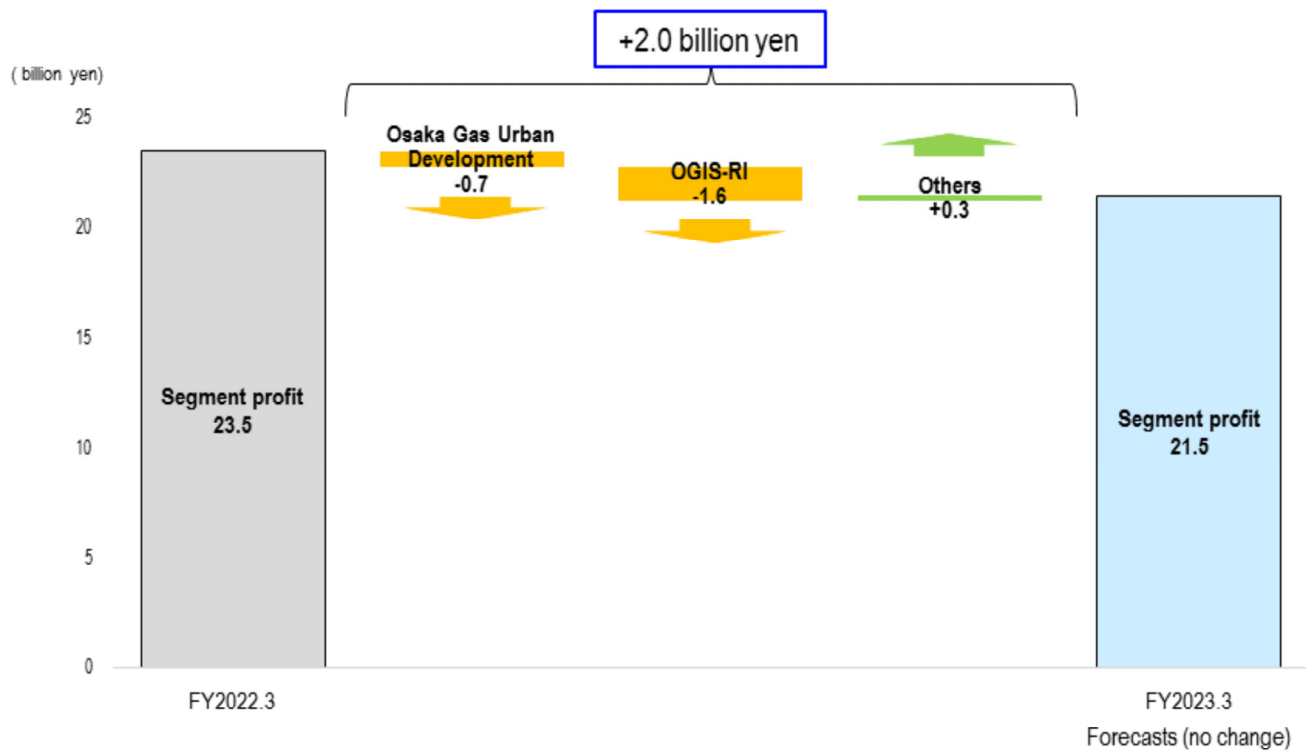 +2.0 billion yen
( billion yen)
25
20
15
10
5
0
Osaka Gas Urban
Development
-0.7
OGIS-RI
-1.6
Others
+0.3
Segment profit
23.5
Segment profit
21.5
FY2022.3
FY2023.3
Forecasts (no change)